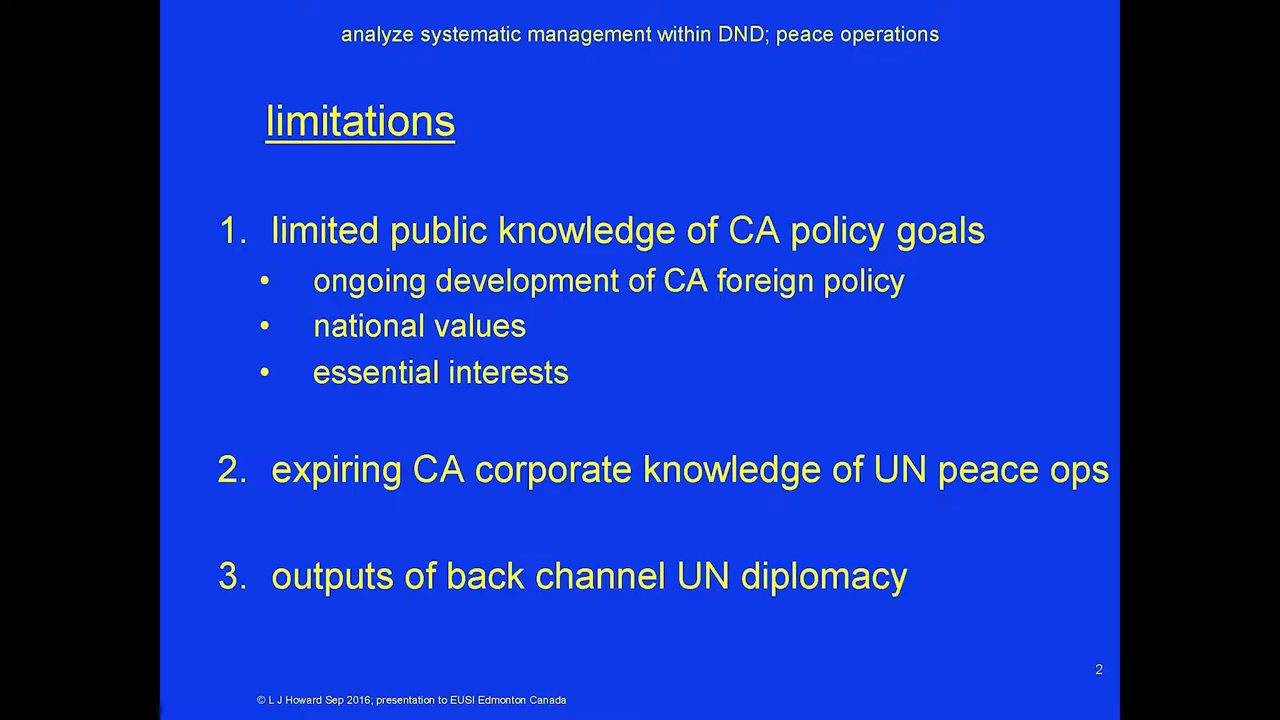 analyze systematic management within DND; peace operations
limitations
1. limited public knowledge of CA policy goals
• ongoing development of CA foreign policy
• national values
• essential interests
2. expiring CA corporate knowledge of UN peace ops
3. outputs of back channel UN diplomacy
2
© L J Howard Sep 2016; presentation to EUSI Edmonton Canada